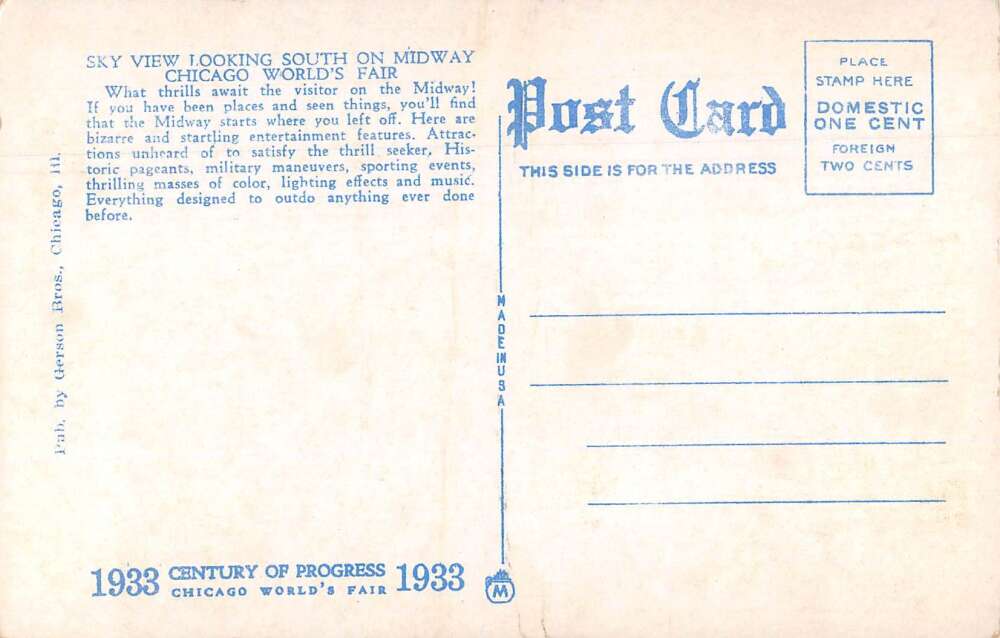 SKY VIEW LOOKING SOUTH ON MIDWAY
CHICAGO WORLD'S FAIR
What thrills await the visitor on the Midway!
If you have been places and seen things, you'll find
that the Midway starts where you left off. Here are
bizarre and startling entertainment features. Attrac-
tions unheard of to satisfy the thrill seeker, His-
toric pageants, military maneuvers, sporting events,
thrilling masses of color, lighting effects and music.
Everything designed to outdo anything ever done
before.
Pub. by Gerson Bros., Chicago, Ill.
1933 CENTURY OF PROGRESS 1933
CHICAGO WORLD'S FAIR
MADE IN USA
M
Post Card
THIS SIDE IS FOR THE ADDRESS
PLACE
STAMP HERE
DOMESTIC
ONE CENT
FOREIGN
TWO CENTS